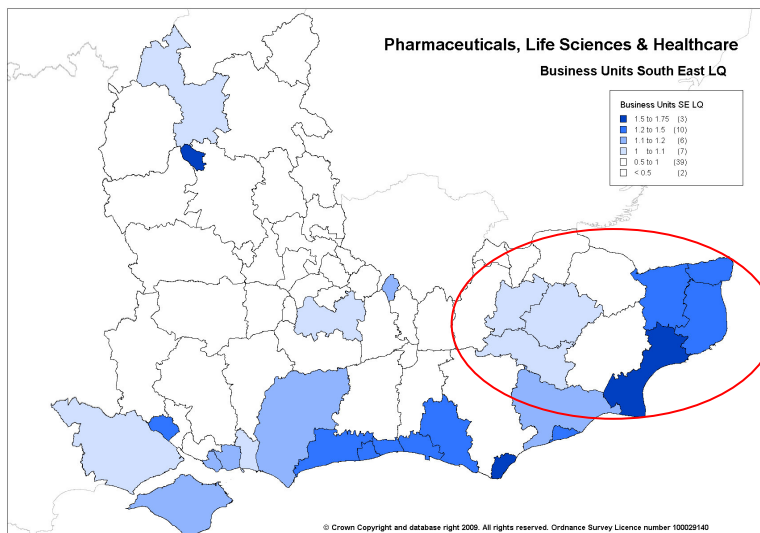 Pharmaceuticals, Life Sciences & Healthcare
Business Units South East LQ
Business Units SE LQ
1.5 to 1.75 (3)
1.2 to 1.5 (10)
1.1 to 1.2 (6)
1 to 1.1 (7)
0.5 to 1 (39)
< 0.5 (2)
© Crown Copyright and database right 2009. All rights reserved. Ordnance Survey Licence number 100029140